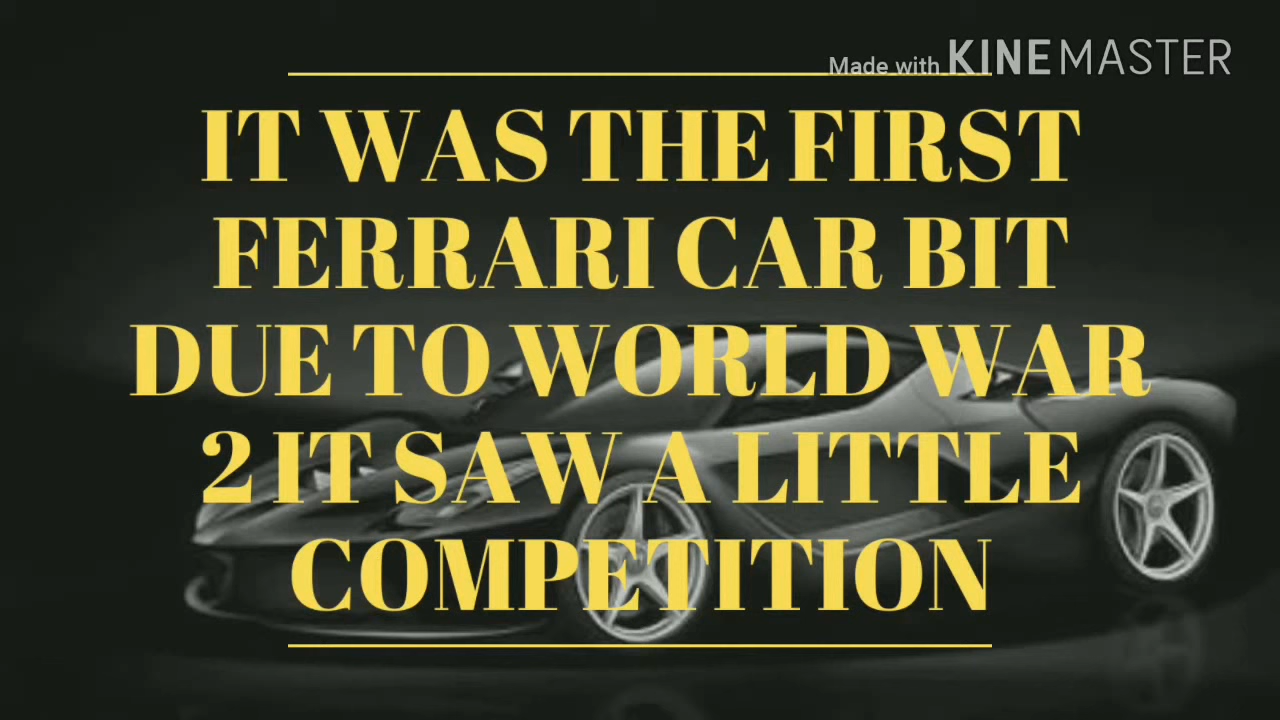 Made with KINEMASTER
IT WAS THE FIRST
FERRARI CAR BIT
DUE TO WORLD WAR
2 IT SAW A LITTLE
COMPETITION